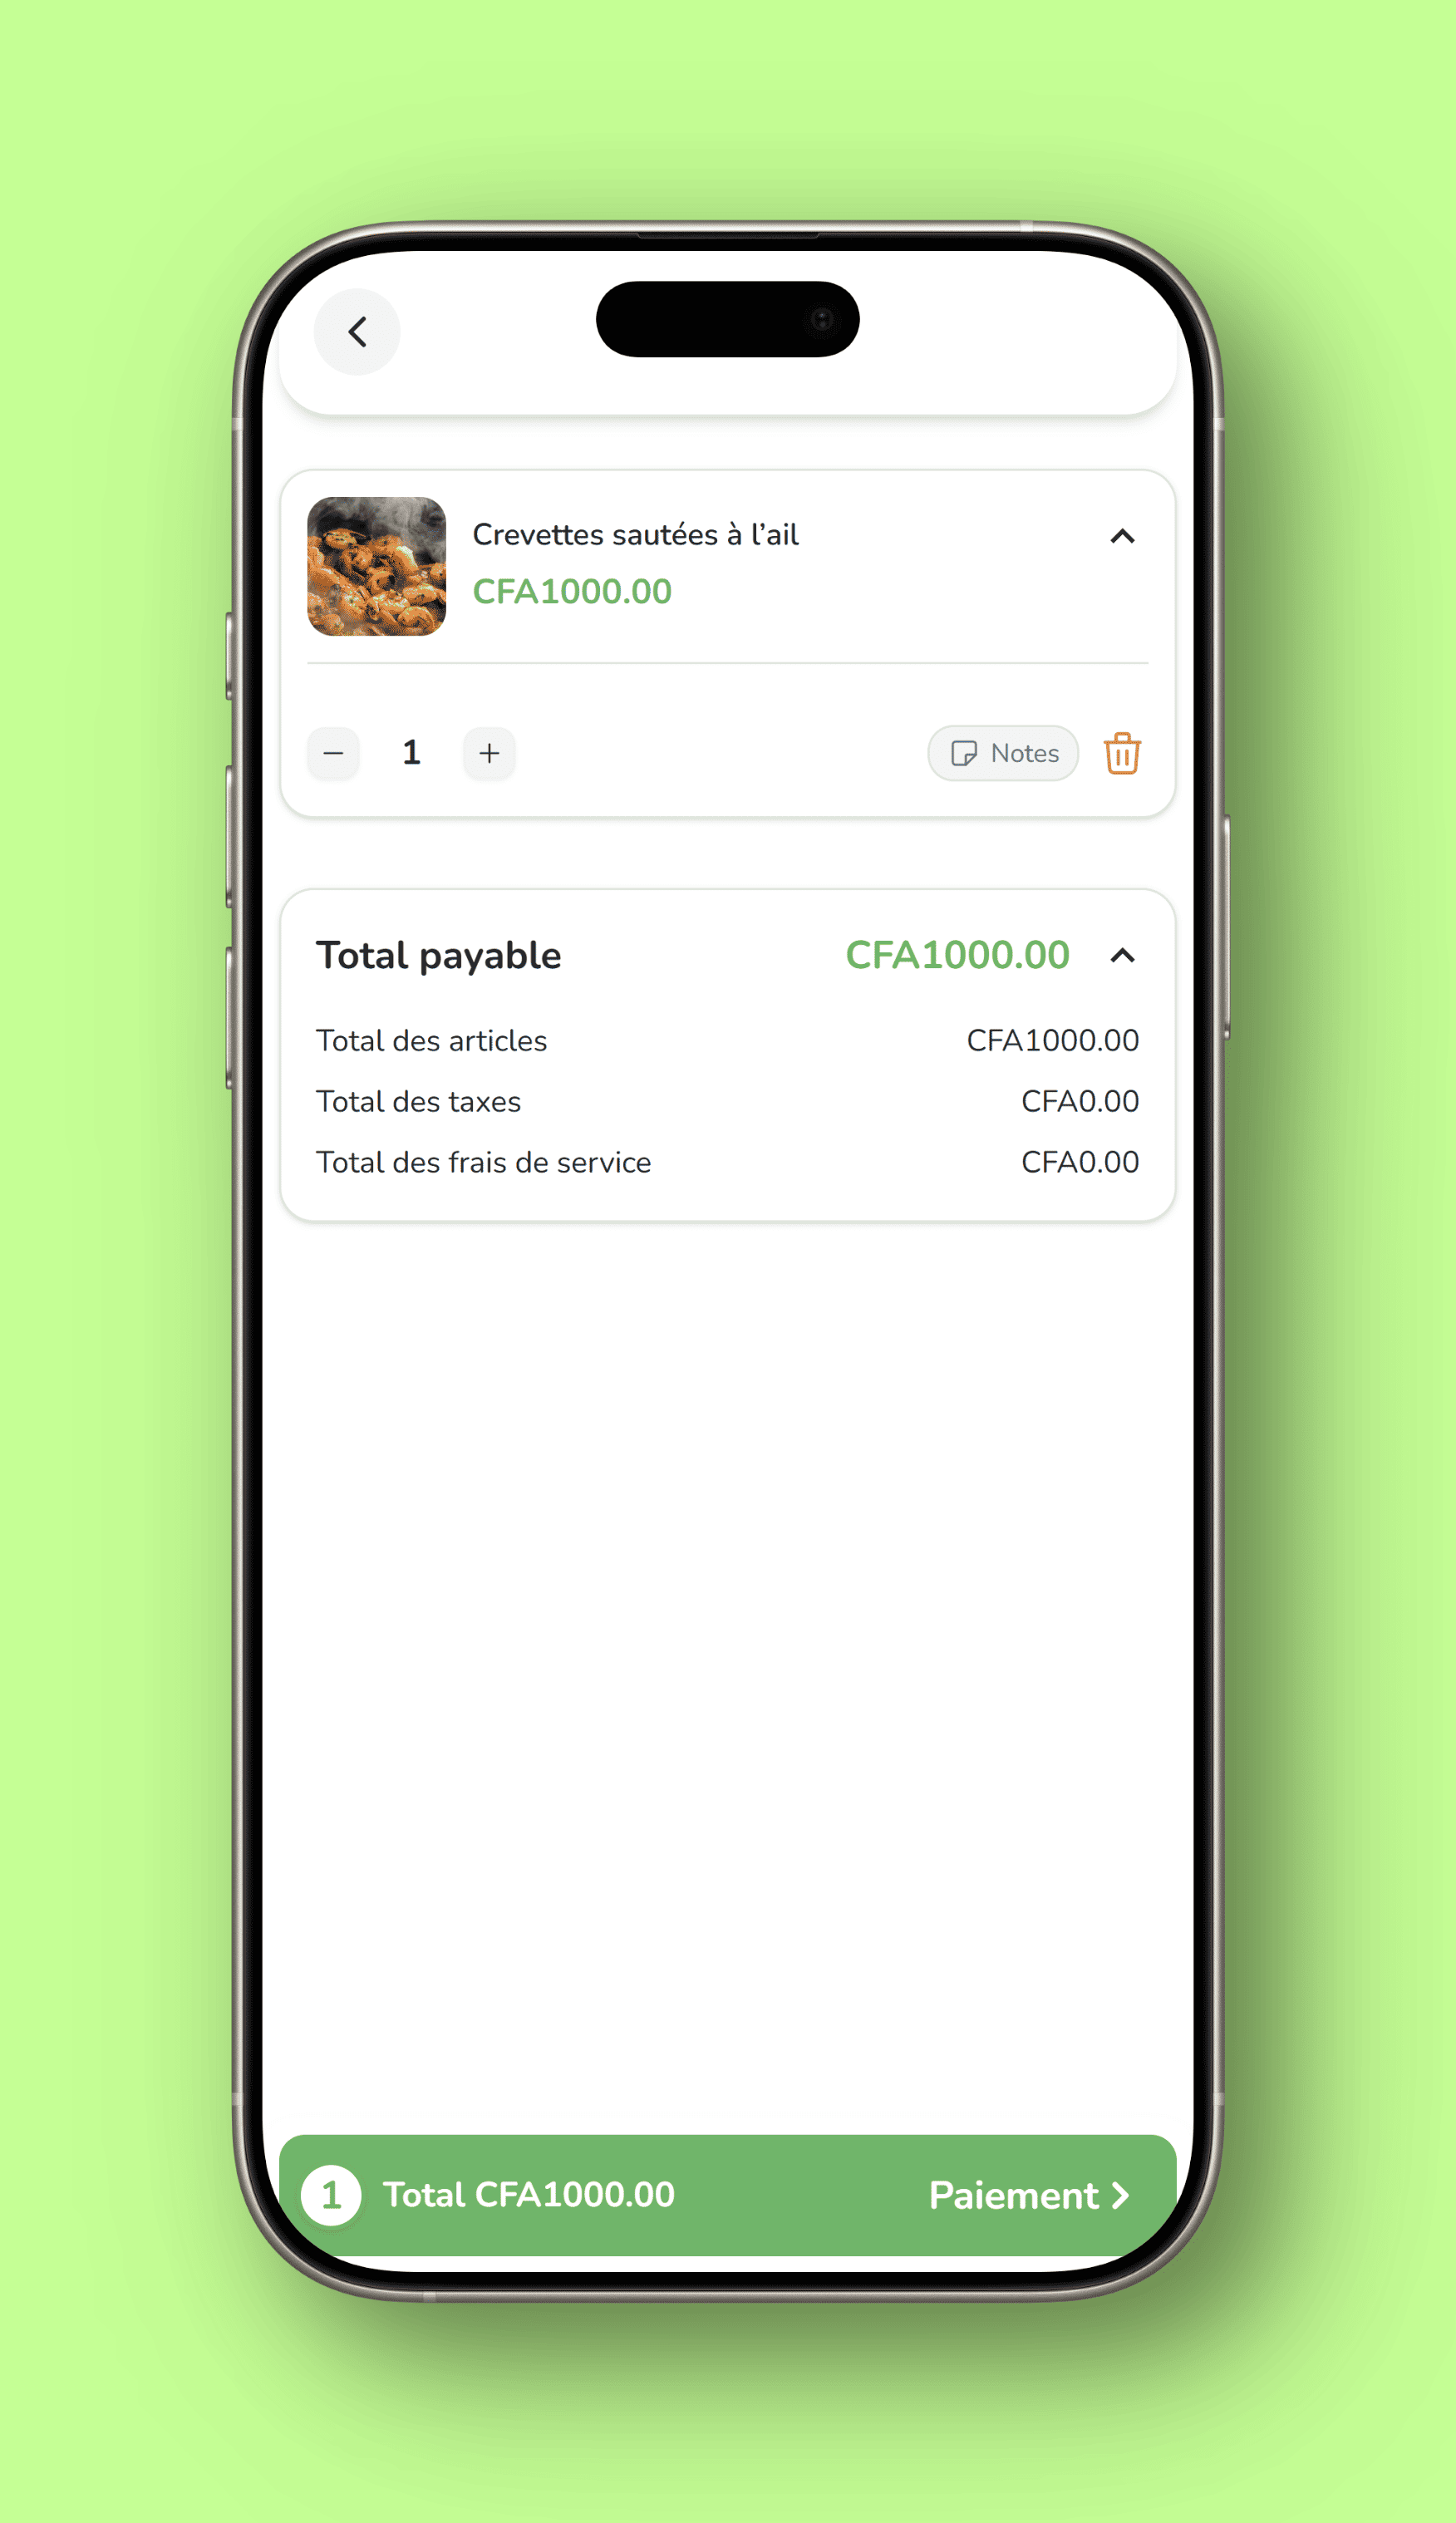 Crevettes sautées à l’ail
CFA1000.00
1
Notes
Total payable CFA1000.00
Total des articles CFA1000.00
Total des taxes CFA0.00
Total des frais de service CFA0.00
1 Total CFA1000.00 Paiement